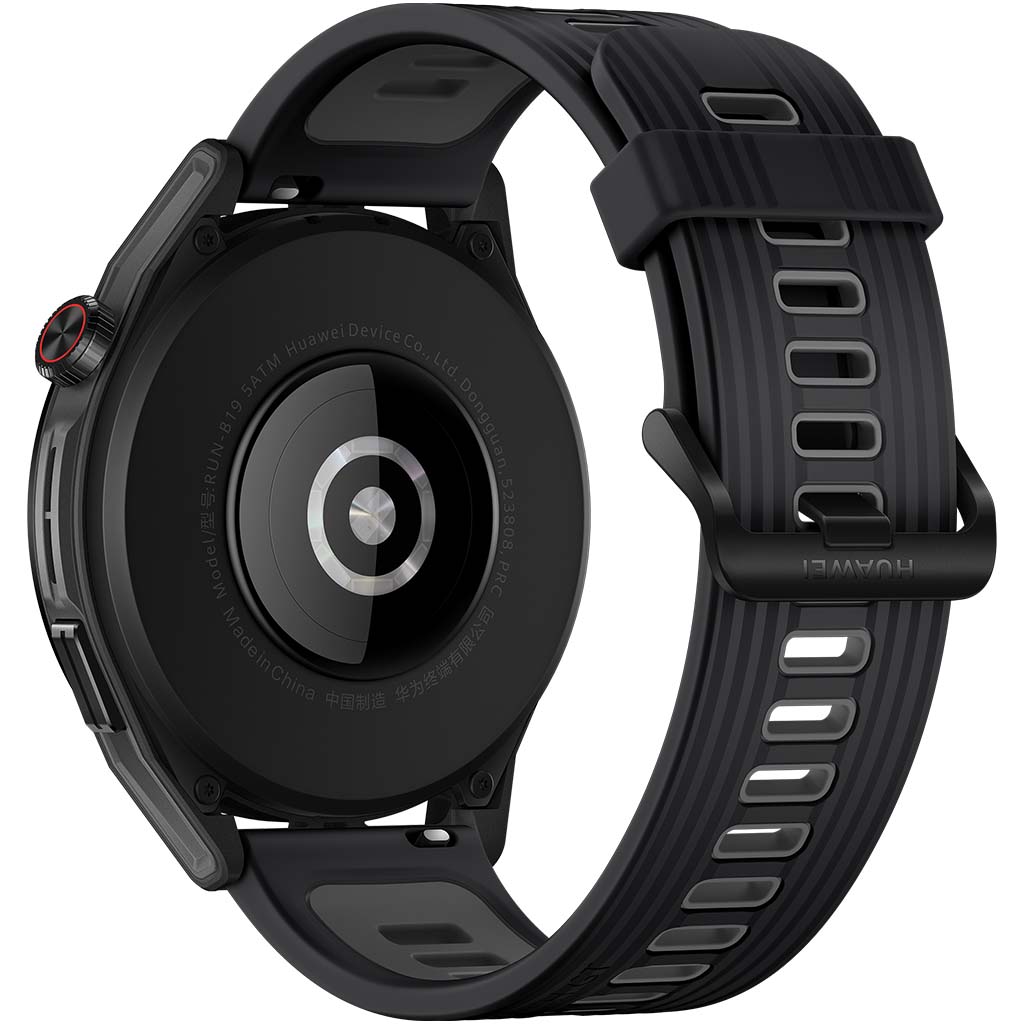 Model/型号:RUN-B19 5ATM Huawei Device Co., Ltd. Dongguan, 523808, PRC
Made in China 中国制造 华为终端有限公司
HUAWEI